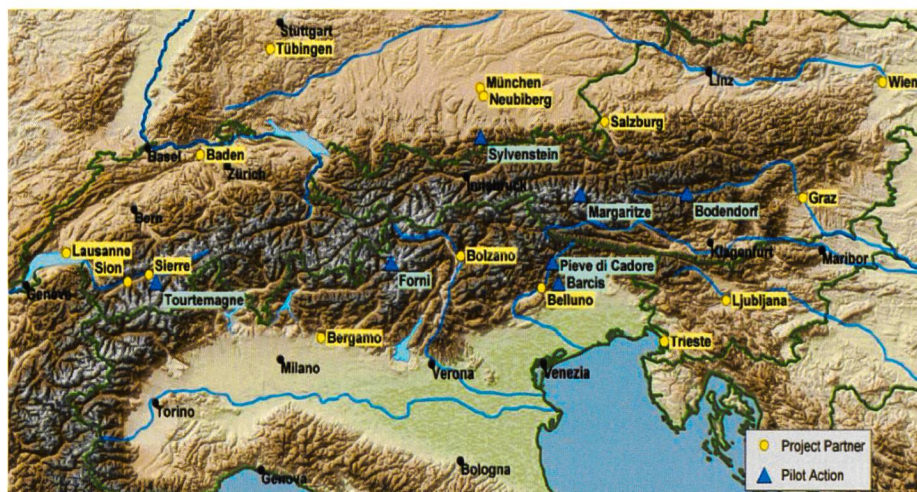 Stuttgart
Tübingen
München
Neubiberg
Linz
Wien
Salzburg
Sylvenstein
Basel
Baden
Zürich
Innsbruck
Margaritze
Bodendorf
Graz
Bern
Lausanne
Sion
Sierre
Tourtemagne
Geneve
Forni
Bolzano
Pieve di Cadore
Barcis
Belluno
Klagenfurt
Maribor
Ljubljana
Bergamo
Trieste
Milano
Verona
Venezia
Torino
Genova
Bologna
Project Partner
Pilot Action